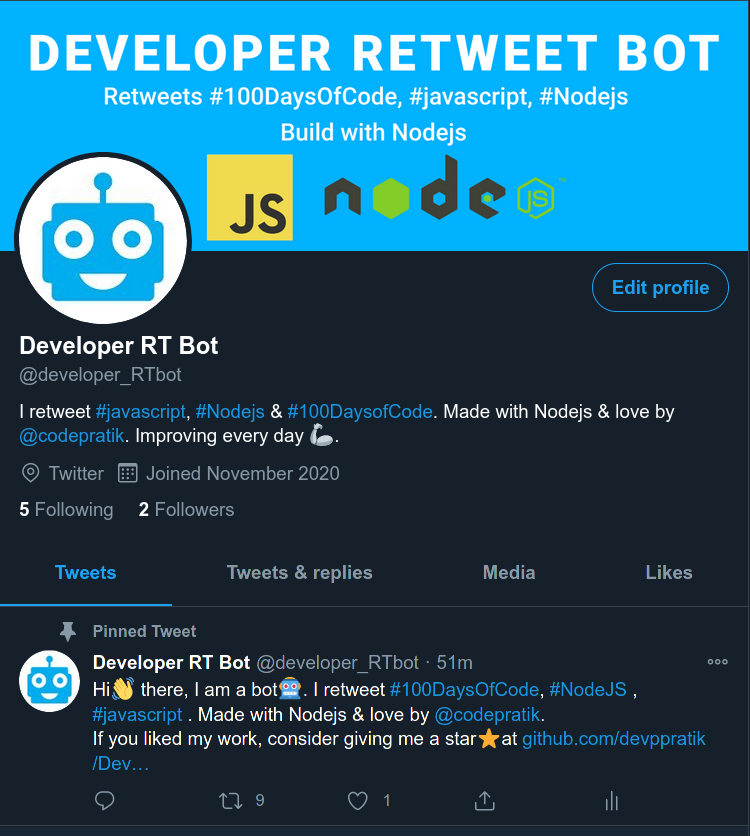 DEVELOPER RETWEET BOT
Retweets #100DaysOfCode, #javascript, #Nodejs
Build with Nodejs
JS
node
JS
™
Edit profile
Developer RT Bot
@developer_RTbot
I retweet #javascript, #Nodejs & #100DaysofCode. Made with Nodejs & love by
@codepratik. Improving every day 🦾.
Twitter Joined November 2020
5 Following 2 Followers
Tweets Tweets & replies Media Likes
Pinned Tweet
Developer RT Bot @developer_RTbot · 51m
Hi👋 there, I am a bot🤖. I retweet #100DaysOfCode, #NodeJS ,
#javascript . Made with Nodejs & love by @codepratik.
If you liked my work, consider giving me a star⭐at github.com/devppratik
/Dev…
9 1